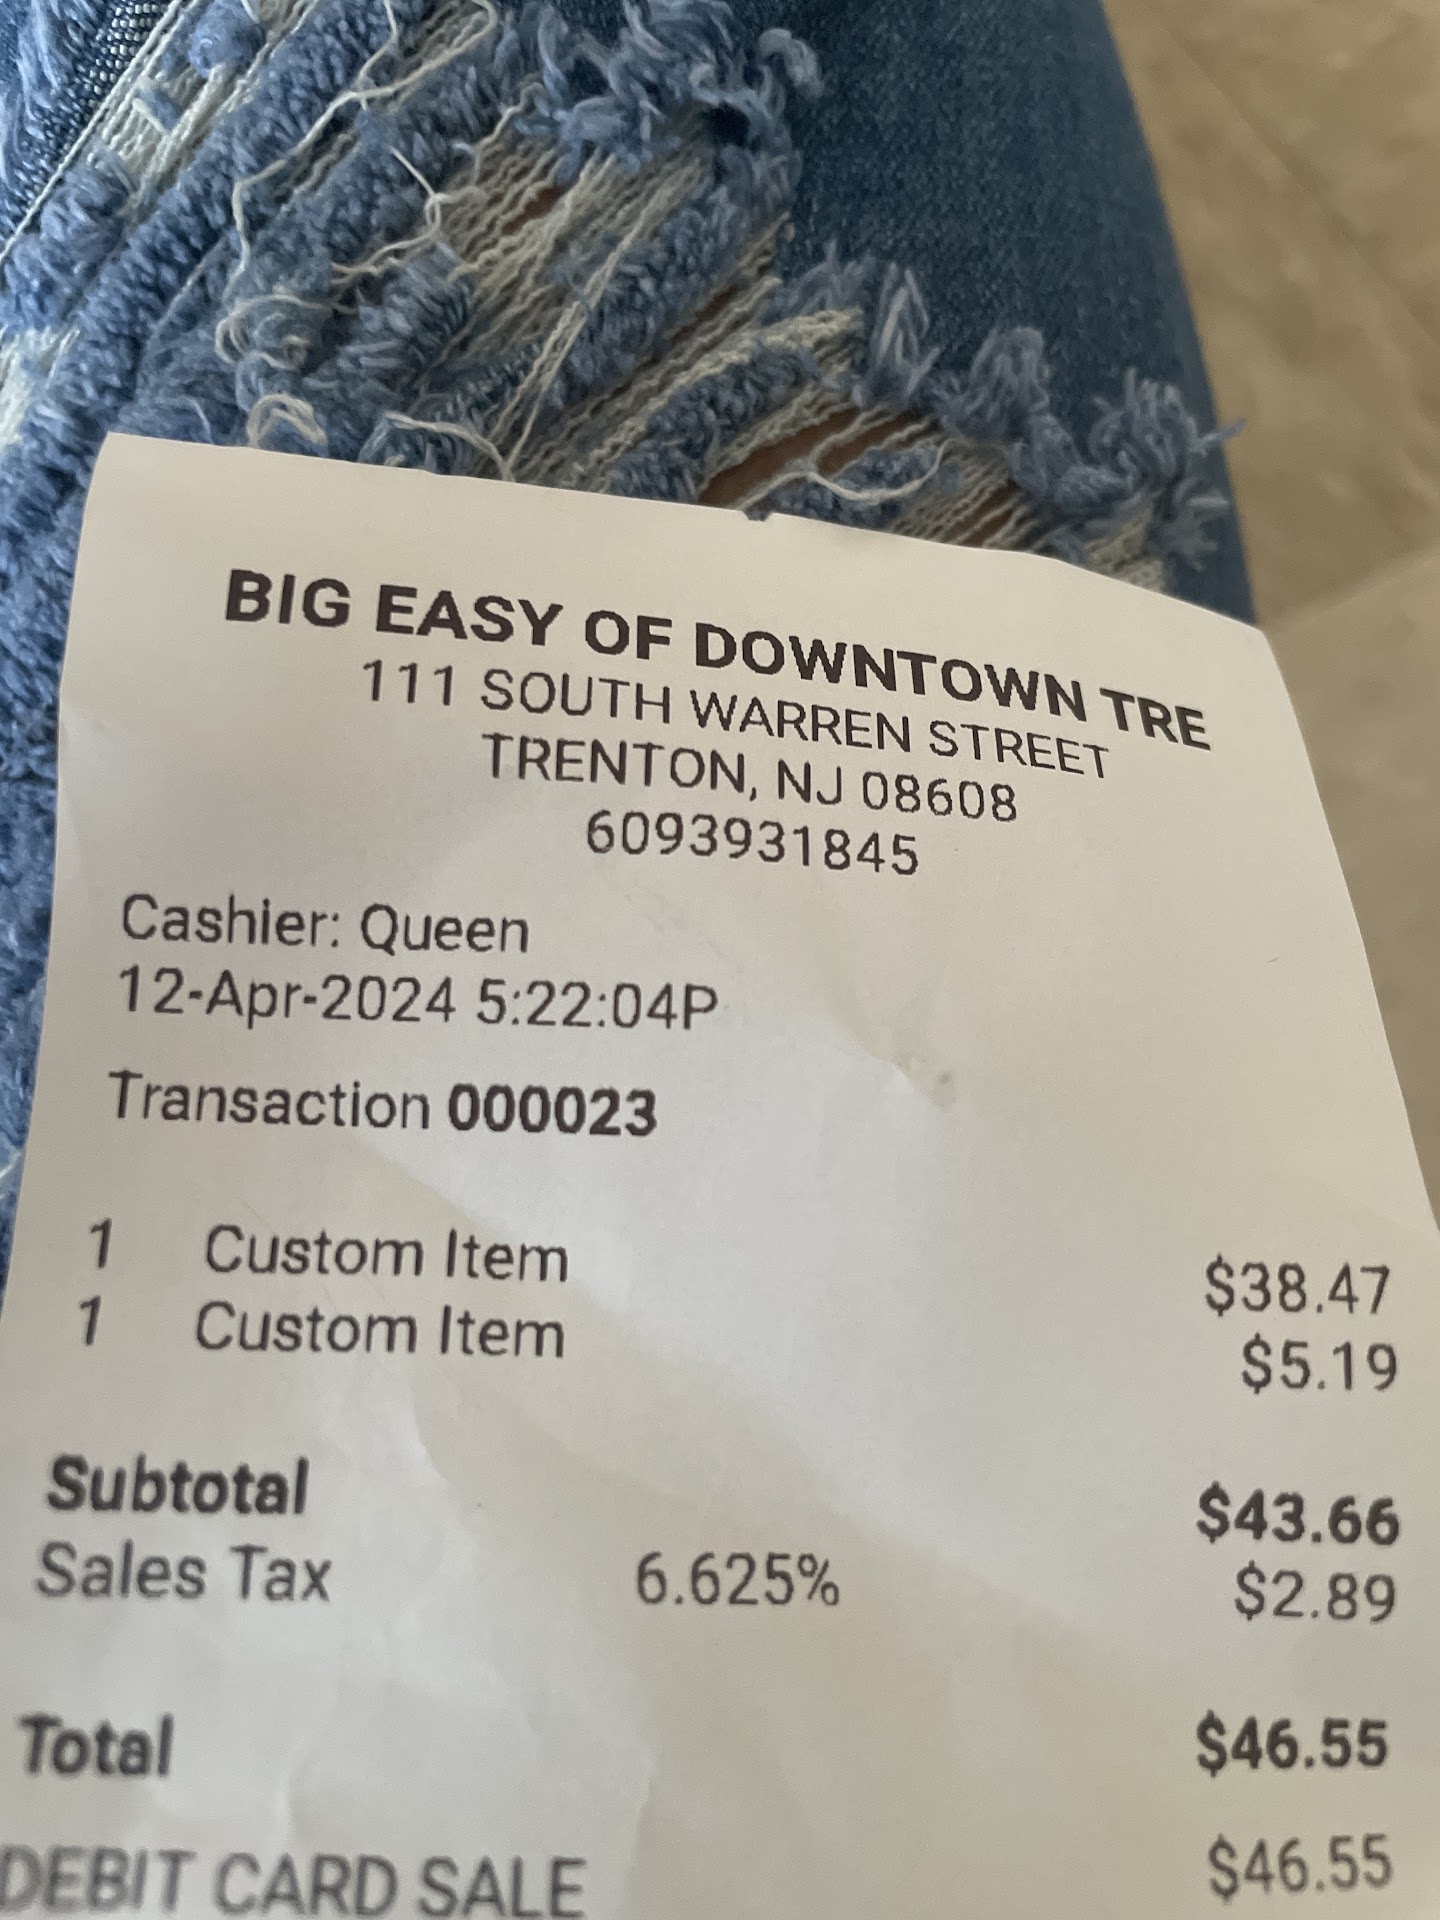 BIG EASY OF DOWNTOWN TRE
111 SOUTH WARREN STREET
TRENTON, NJ 08608
6093931845
Cashier: Queen
12-Apr-2024 5:22:04P
Transaction 000023
1 Custom Item $38.47
1 Custom Item $5.19
Subtotal $43.66
Sales Tax 6.625% $2.89
Total $46.55
DEBIT CARD SALE $46.55